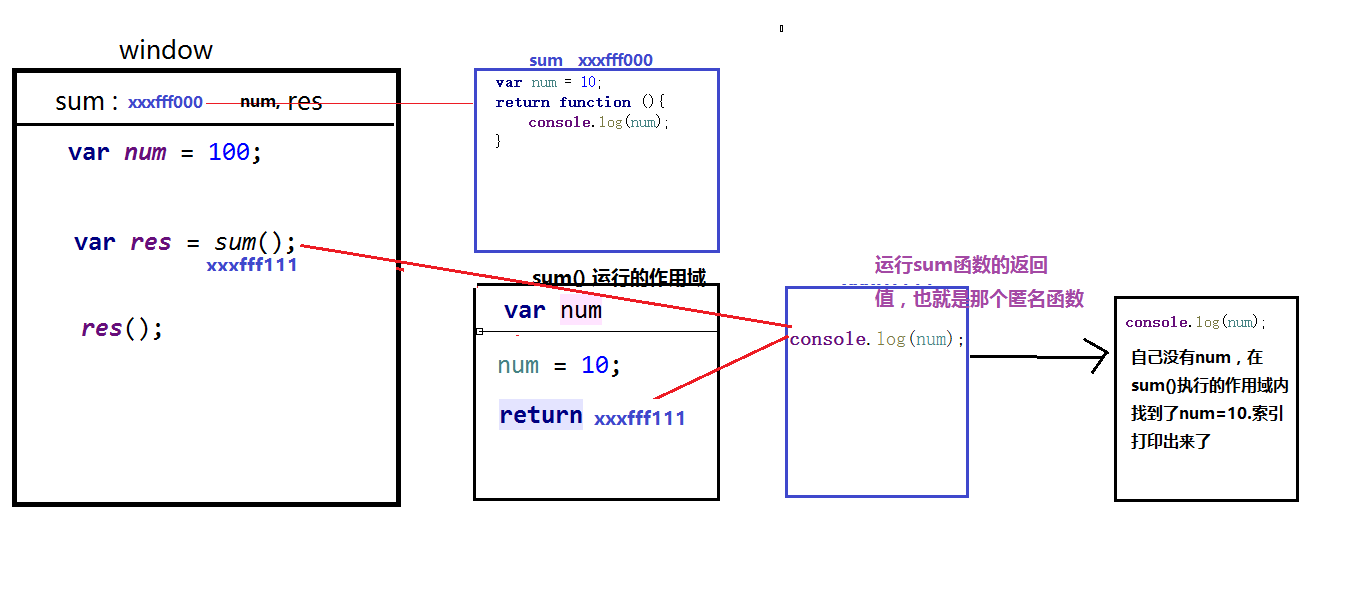 window
sum : xxxfff000 num, res
var num = 100;
var res = sum();
xxxfff111
res();
sum xxxfff000
var num = 10;
return function (){
console.log(num);
}
sum() 运行的作用域
var num
num = 10;
return xxxfff111
运行sum函数的返回
值，也就是那个匿名函数
console.log(num);
console.log(num);
自己没有num，在
sum()执行的作用域内
找到了num=10.索引
打印出来了